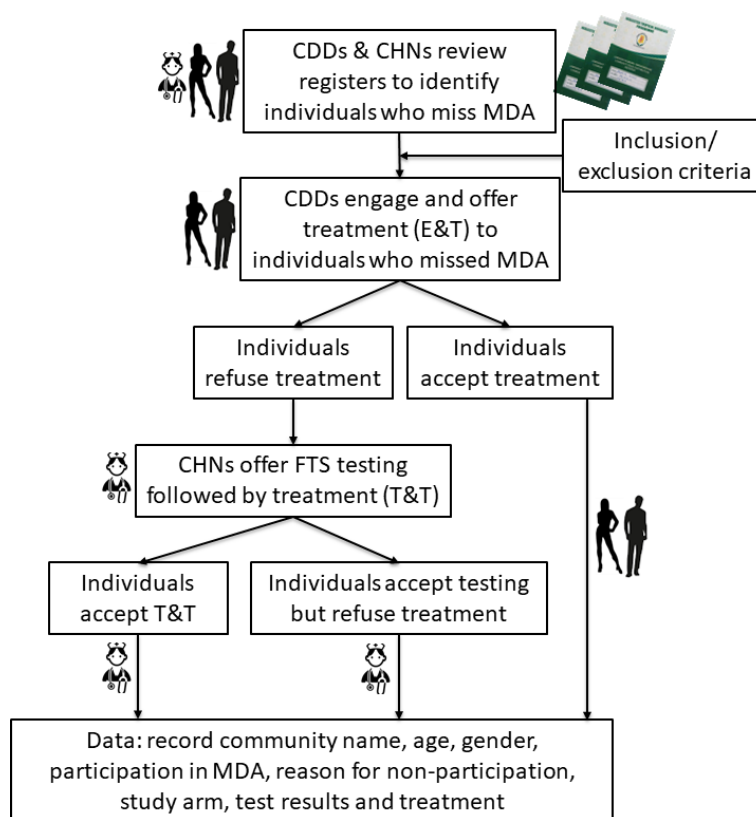 CDDs & CHNs review
registers to identify
individuals who miss MDA
Inclusion/
exclusion criteria
CDDs engage and offer
treatment (E&T) to
individuals who missed MDA
Individuals
refuse treatment
Individuals
accept treatment
CHNs offer FTS testing
followed by treatment (T&T)
Individuals
accept T&T
Individuals accept testing
but refuse treatment
Data: record community name, age, gender,
participation in MDA, reason for non-participation,
study arm, test results and treatment